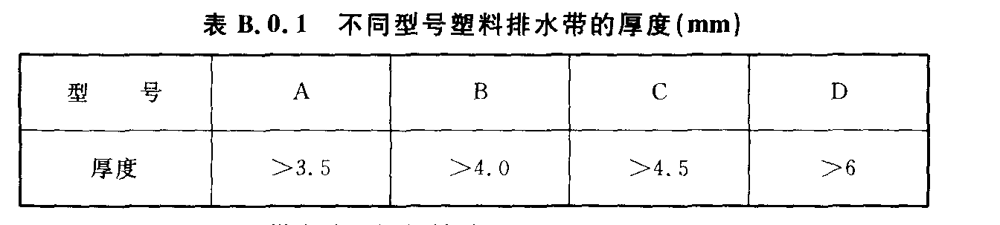 表 B.0.1 不同型号塑料排水带的厚度(mm)
型 号 A B C D
厚度 >3.5 >4.0 >4.5 >6